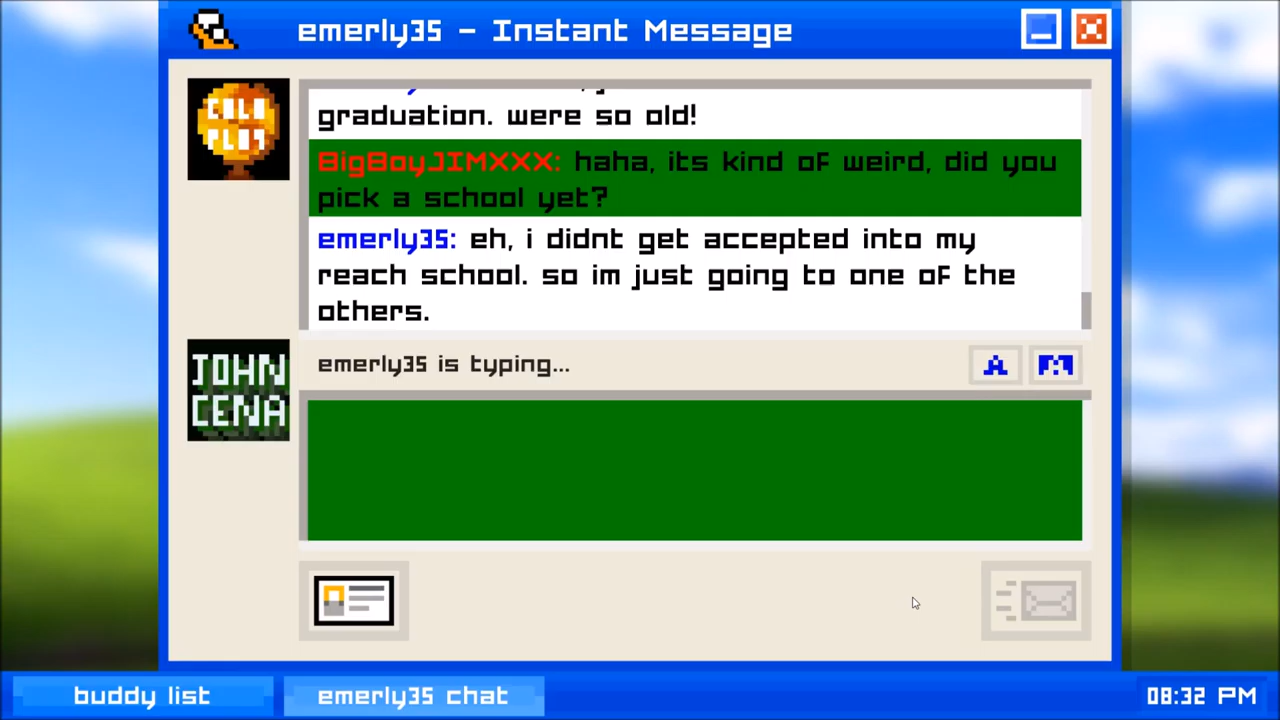 emerly35 - Instant Message
COLD
PLAY
graduation. were so old!
BigBoyJIMXXX: haha, its kind of weird, did you
pick a school yet?
emerly35: eh, i didnt get accepted into my
reach school. so im just going to one of the
others.
JOHN
CENA
emerly35 is typing...
A
buddy list
emerly35 chat
08:32 PM